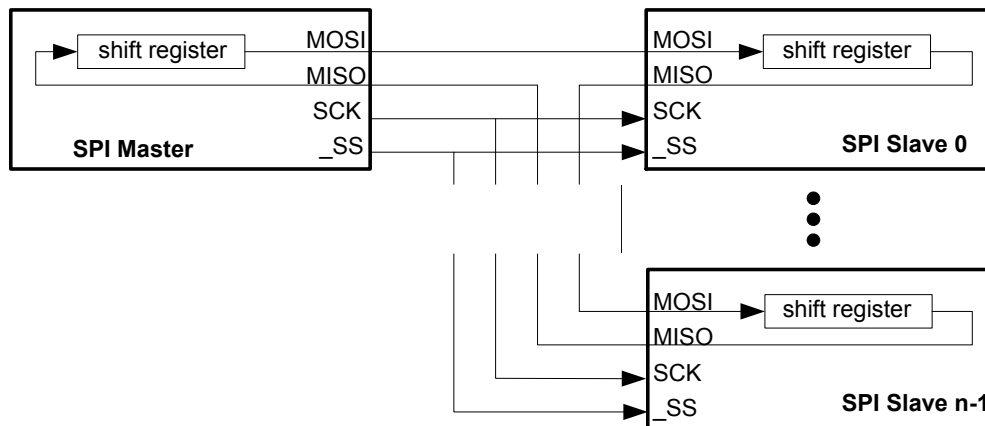 shift register
MOSI
MISO
SCK
_SS
SPI Master
MOSI
shift register
MISO
SCK
_SS
SPI Slave 0
MOSI
shift register
MISO
SCK
_SS
SPI Slave n-1